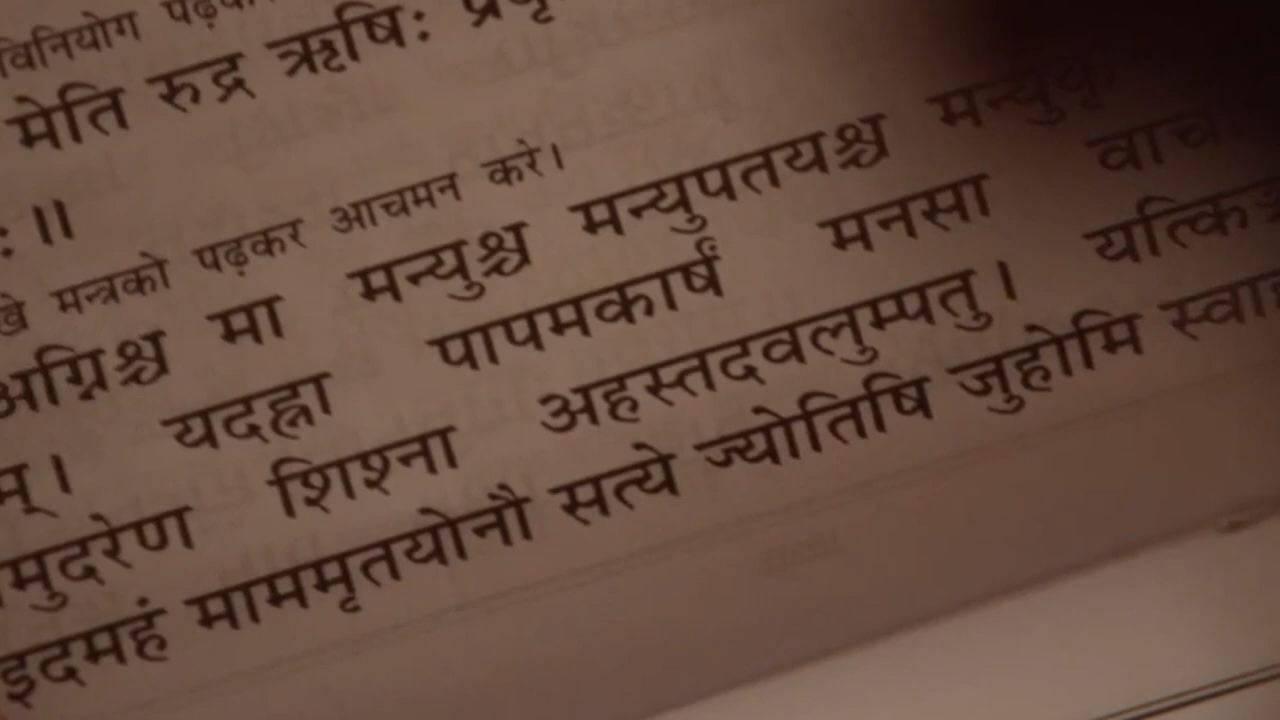 विनियोग
मेति रुद्र ऋषिः
: ॥
मन्त्रको पढ़कर आचमन करे।
अग्निश्च मा मन्युश्च मन्युपतयश्च
यदह्ना पापमकार्षं मनसा
म्। मुदरेण शिश्ना अहस्तदवलुम्पतु।
इदमहं माममृतयोनौ सत्ये ज्योतिषि जुहोमि